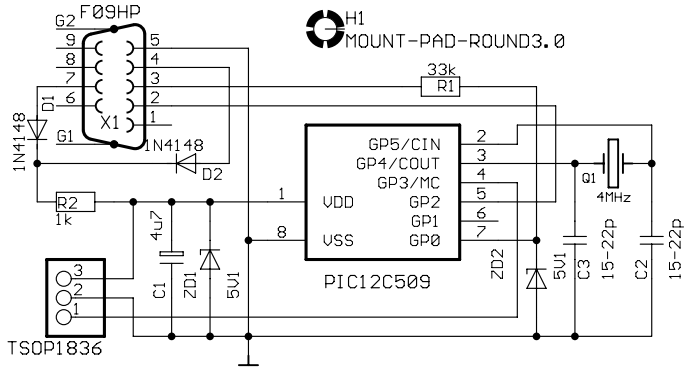 F09HP
G2
9
8
7
6
G1
5
4
3
2
1
X1
H1
MOUNT-PAD-ROUND3.0
33k
R1
D1
1N4148
1N4148
D2
R2
1k
4u7
C1
ZD1
5V1
1
8
VDD
VSS
GP5/CIN
GP4/COUT
GP3/MC
GP2
GP1
GP0
2
3
4
5
6
7
PIC12C509
ZD2
5V1
Q1
4MHz
C3
15-22p
C2
15-22p
3
2
1
TSOP1836